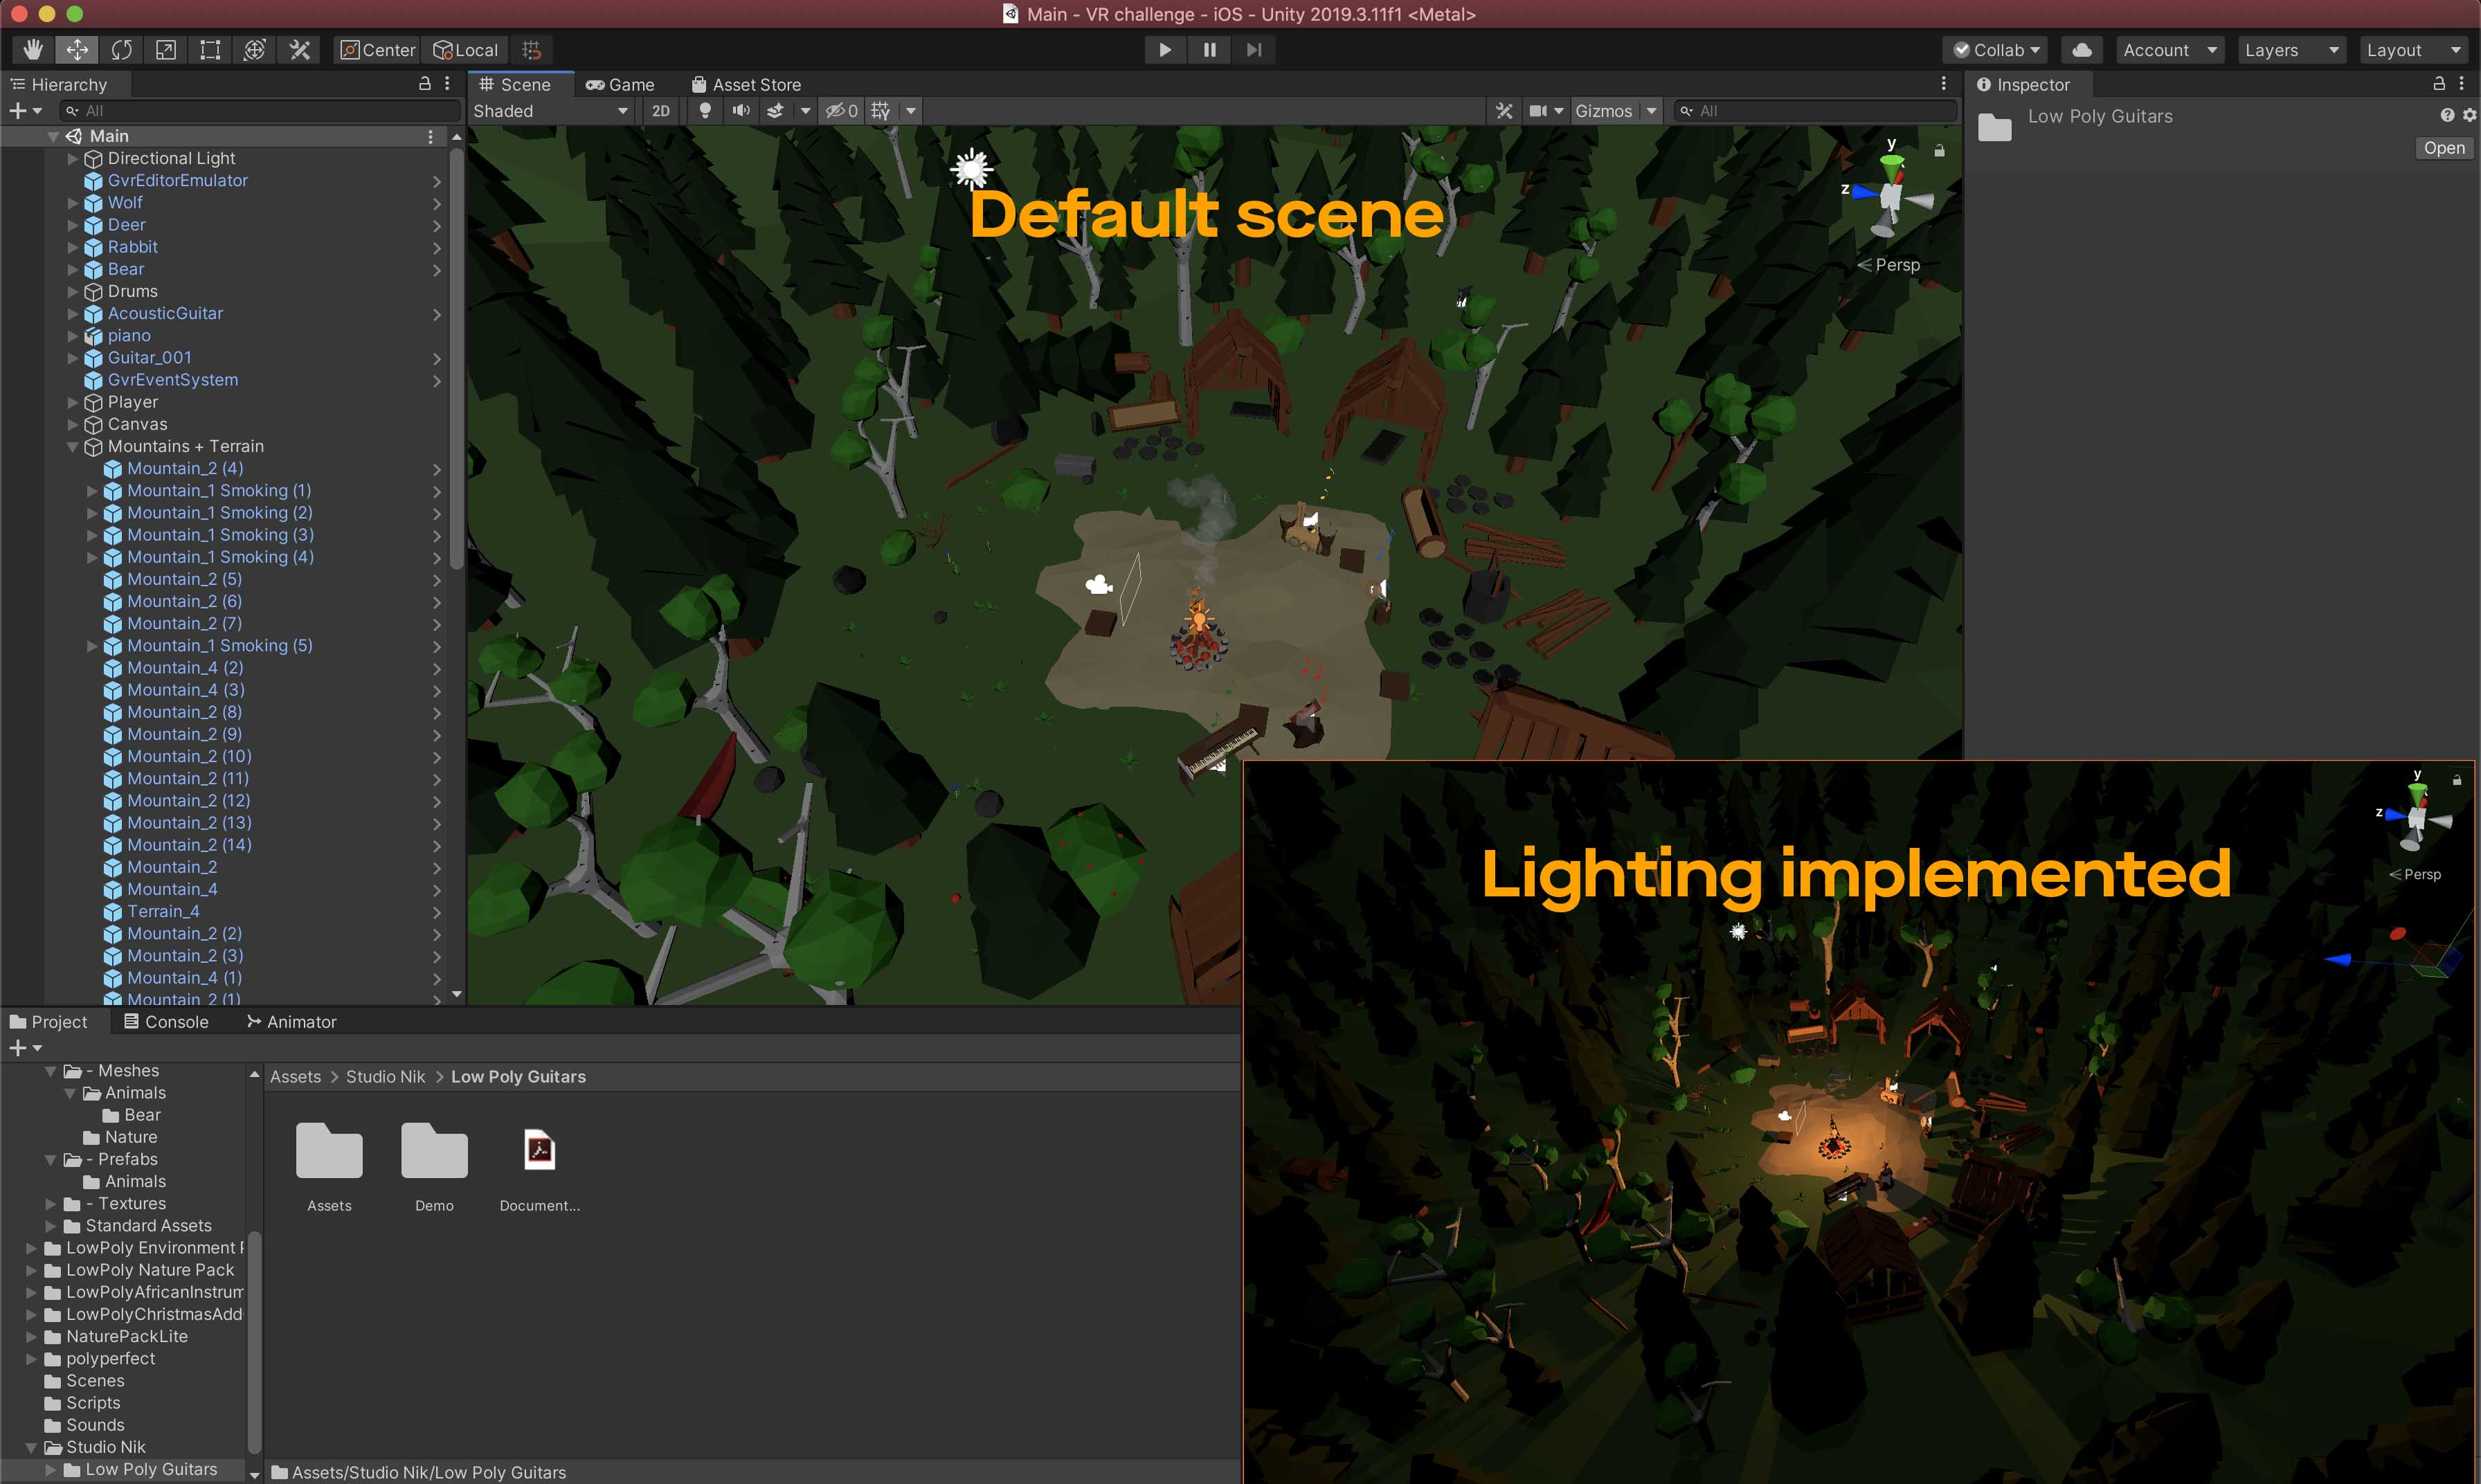 Main - VR challenge - iOS - Unity 2019.3.11f1 <Metal>
Center Local
Collab Account Layers Layout
Hierarchy
All
Main
Directional Light
GvrEditorEmulator
Wolf
Deer
Rabbit
Bear
Drums
AcousticGuitar
piano
Guitar_001
GvrEventSystem
Player
Canvas
Mountains + Terrain
Mountain_2 (4)
Mountain_1 Smoking (1)
Mountain_1 Smoking (2)
Mountain_1 Smoking (3)
Mountain_1 Smoking (4)
Mountain_2 (5)
Mountain_2 (6)
Mountain_2 (7)
Mountain_1 Smoking (5)
Mountain_4 (2)
Mountain_4 (3)
Mountain_2 (8)
Mountain_2 (9)
Mountain_2 (10)
Mountain_2 (11)
Mountain_2 (12)
Mountain_2 (13)
Mountain_2 (14)
Mountain_2
Mountain_4
Terrain_4
Mountain_2 (2)
Mountain_2 (3)
Mountain_4 (1)
Mountain_2 (1)
Scene Game Asset Store
Shaded 2D 0 Gizmos All
Default scene
y
z
Persp
Inspector
Low Poly Guitars
Open
Lighting implemented
y
z
Persp
Project Console Animator
- Meshes
Animals
Bear
Nature
- Prefabs
Animals
- Textures
Standard Assets
LowPoly Environment P
LowPoly Nature Pack
LowPolyAfricanInstrum
LowPolyChristmasAdd
NaturePackLite
polyperfect
Scenes
Scripts
Sounds
Studio Nik
Low Poly Guitars
Assets > Studio Nik > Low Poly Guitars
Assets Demo Document...
Assets/Studio Nik/Low Poly Guitars